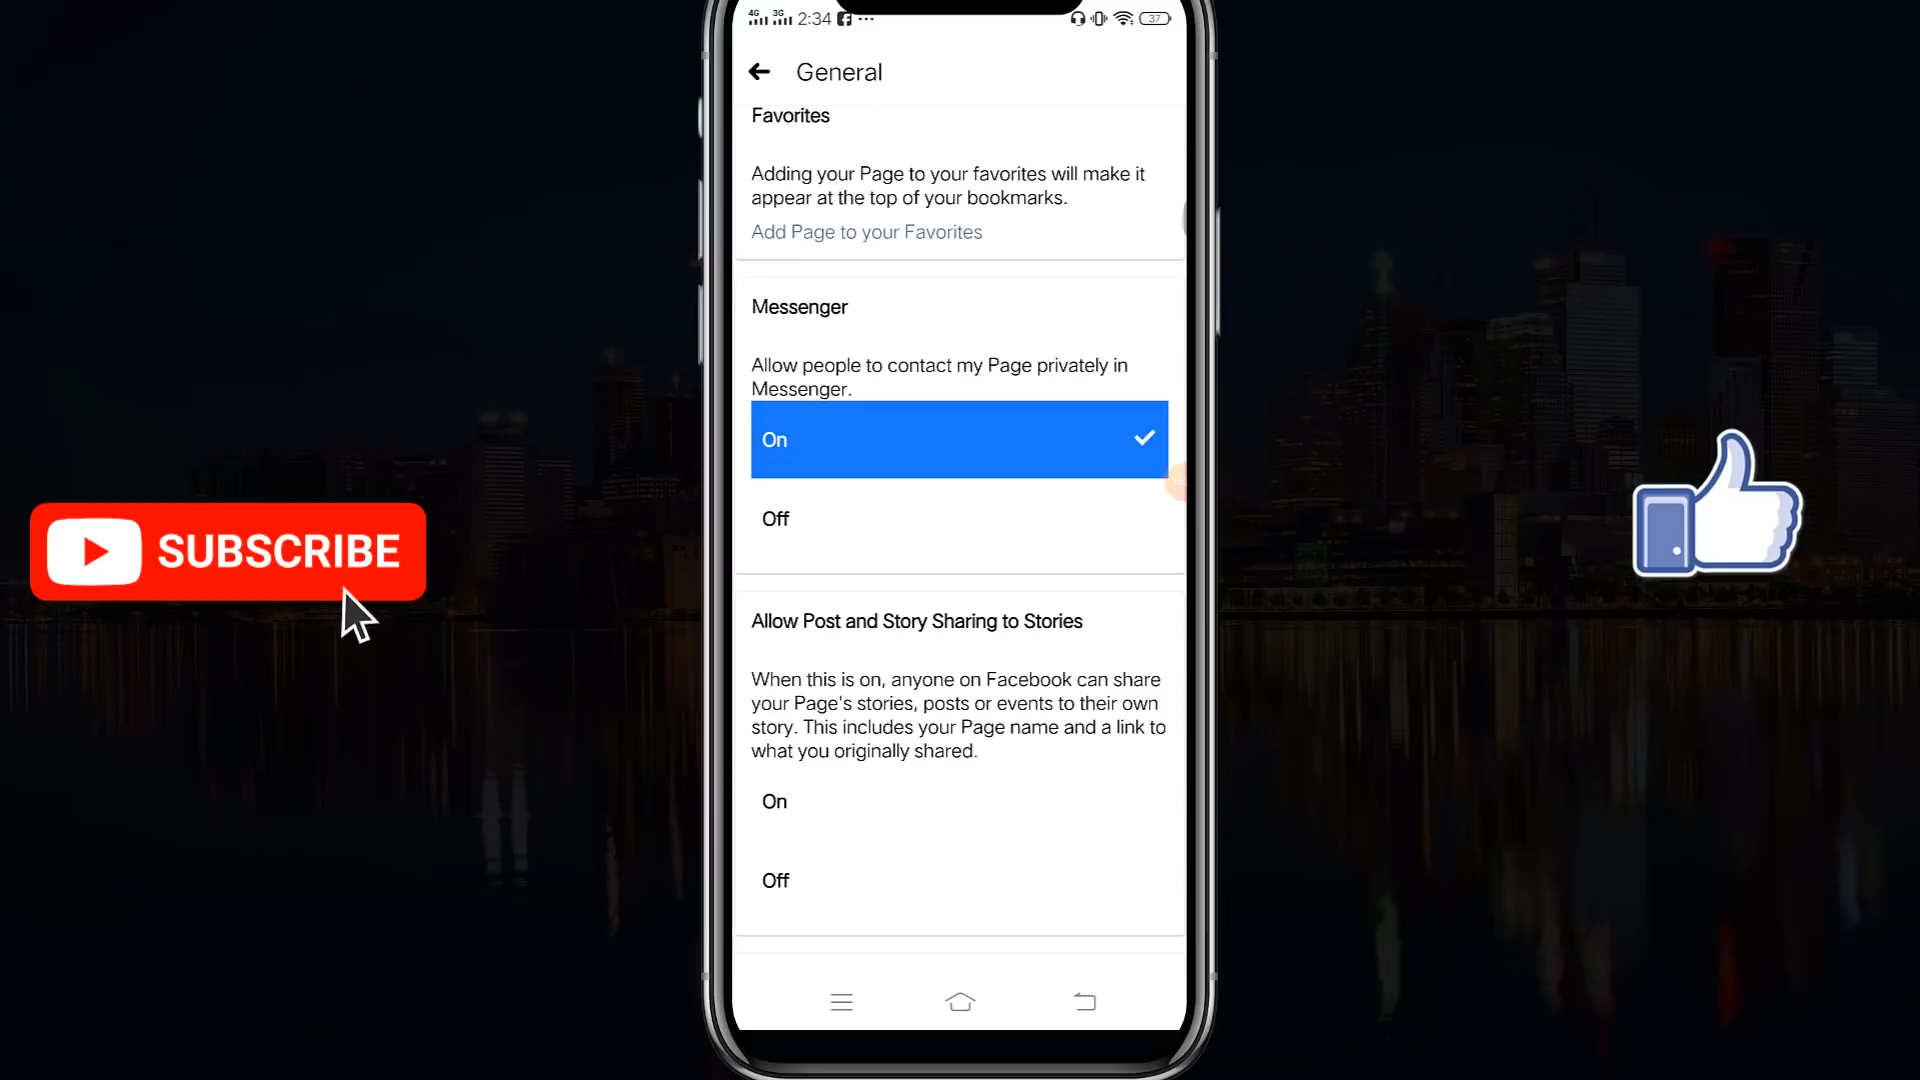 4G 3G 2:34 ... 37
General
Favorites
Adding your Page to your favorites will make it
appear at the top of your bookmarks.
Add Page to your Favorites
Messenger
Allow people to contact my Page privately in
Messenger.
On
Off
SUBSCRIBE
Allow Post and Story Sharing to Stories
When this is on, anyone on Facebook can share
your Page's stories, posts or events to their own
story. This includes your Page name and a link to
what you originally shared.
On
Off